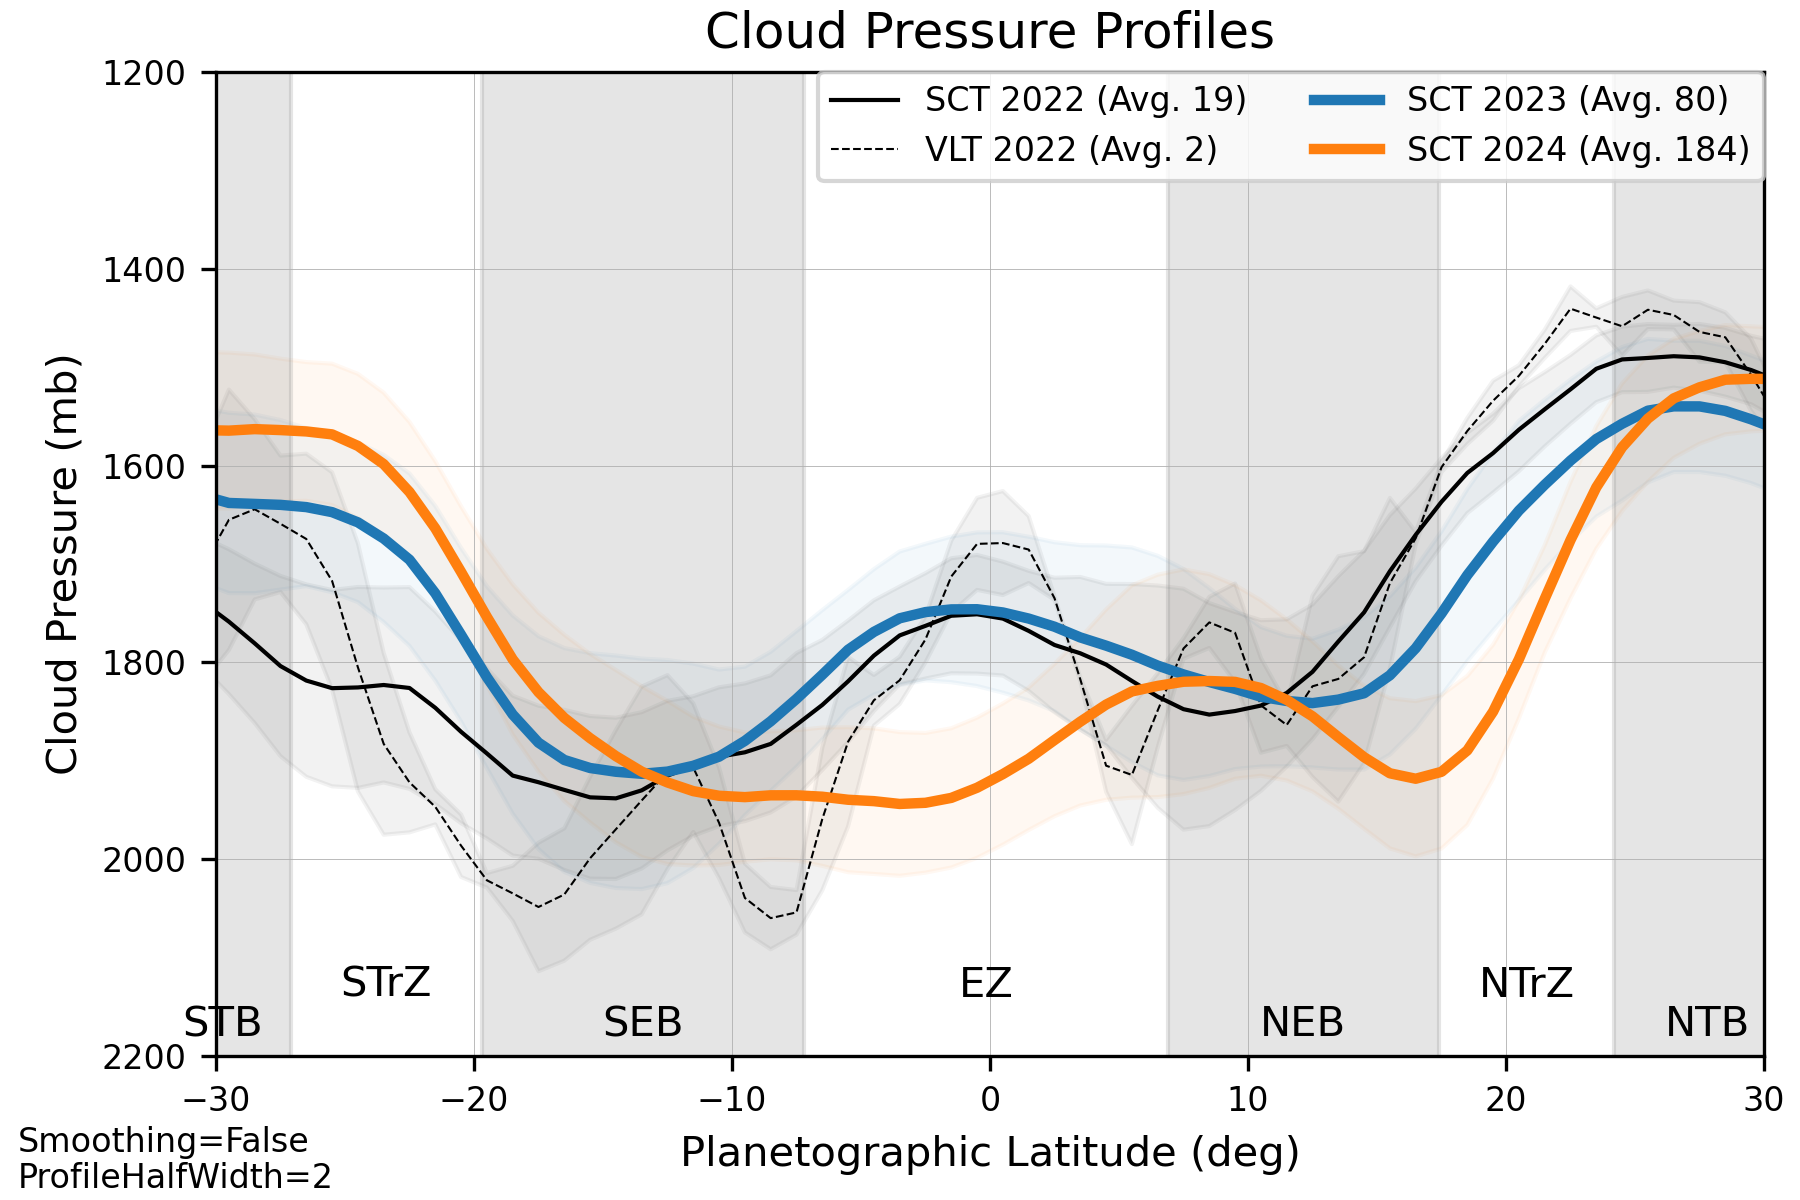 Cloud Pressure Profiles
SCT 2022 (Avg. 19)
VLT 2022 (Avg. 2)
SCT 2023 (Avg. 80)
SCT 2024 (Avg. 184)
Cloud Pressure (mb)
1200
1400
1600
1800
2000
2200
STrZ
EZ
NTrZ
STB
SEB
NEB
NTB
−30
−20
−10
0
10
20
30
Planetographic Latitude (deg)
Smoothing=False
ProfileHalfWidth=2